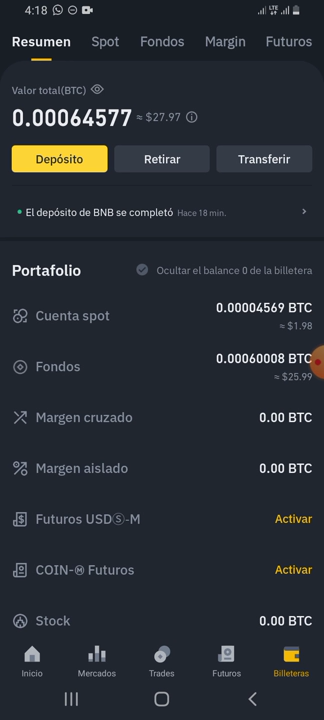 4:18
LTE
Resumen Spot Fondos Margin Futuros
Valor total(BTC)
0.00064577 ≈ $27.97
Depósito Retirar Transferir
El depósito de BNB se completó Hace 18 min.
Portafolio Ocultar el balance 0 de la billetera
Cuenta spot 0.00004569 BTC
≈ $1.98
Fondos 0.00060008 BTC
≈ $25.99
Margen cruzado 0.00 BTC
Margen aislado 0.00 BTC
Futuros USDⓈ-M Activar
COIN-Ⓜ Futuros Activar
Stock 0.00 BTC
Inicio Mercados Trades Futuros Billeteras